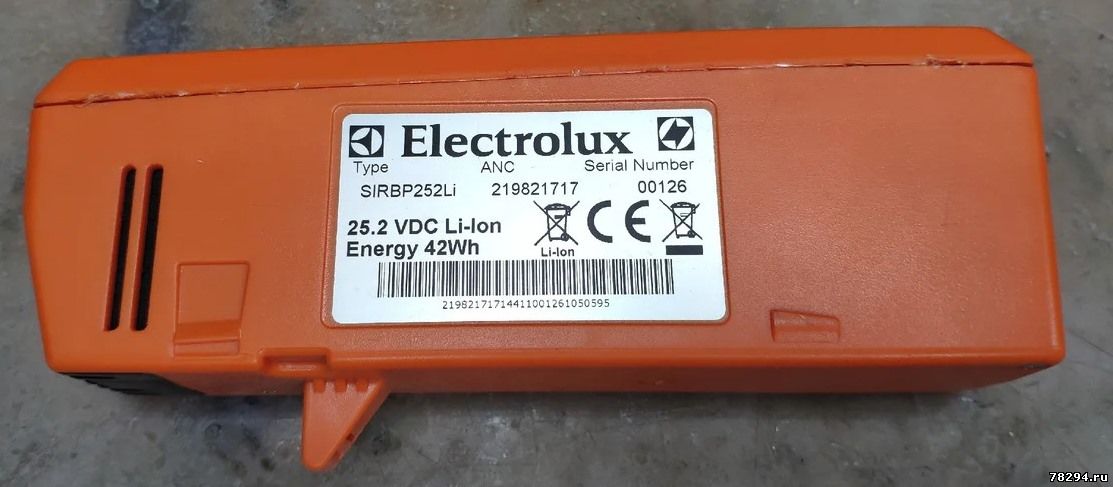 Electrolux
Type ANC Serial Number
SIRBP252Li 219821717 00126
25.2 VDC Li-Ion
Energy 42Wh
CE
Li-Ion
21982171714411001261050595
78294.ru